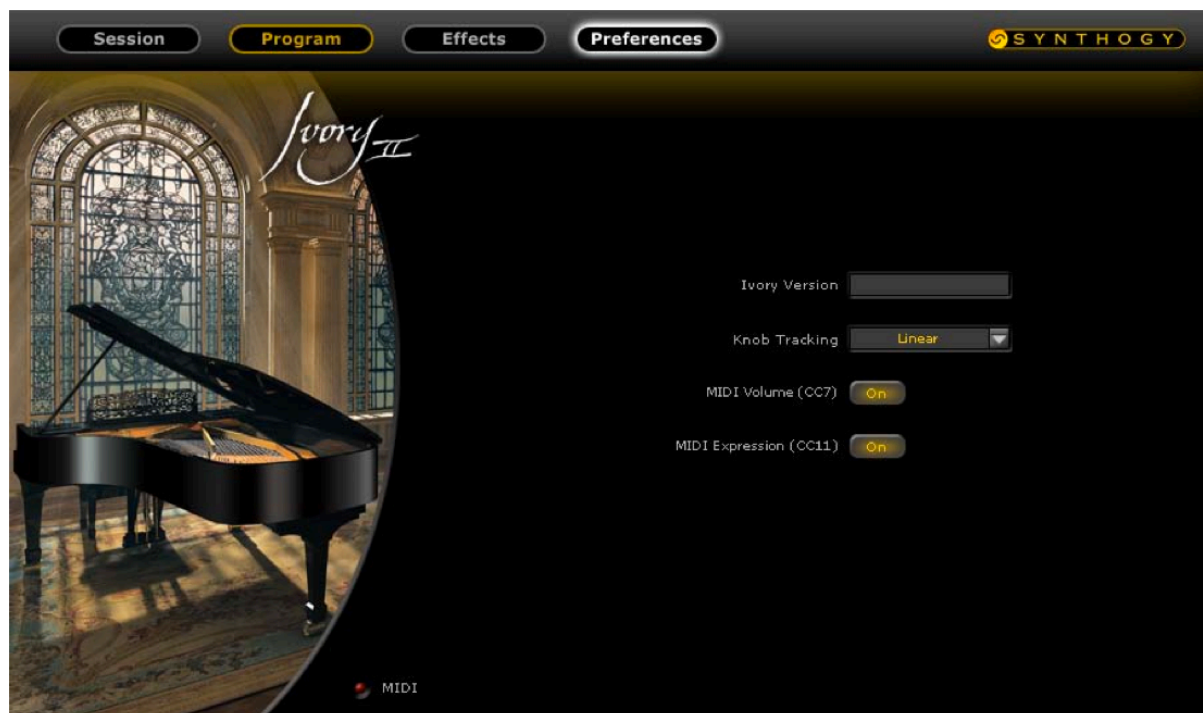 Session Program Effects Preferences SYNTHOGY
Ivory II
Ivory Version
Knob Tracking Linear
MIDI Volume (CC7) On
MIDI Expression (CC11) On
MIDI